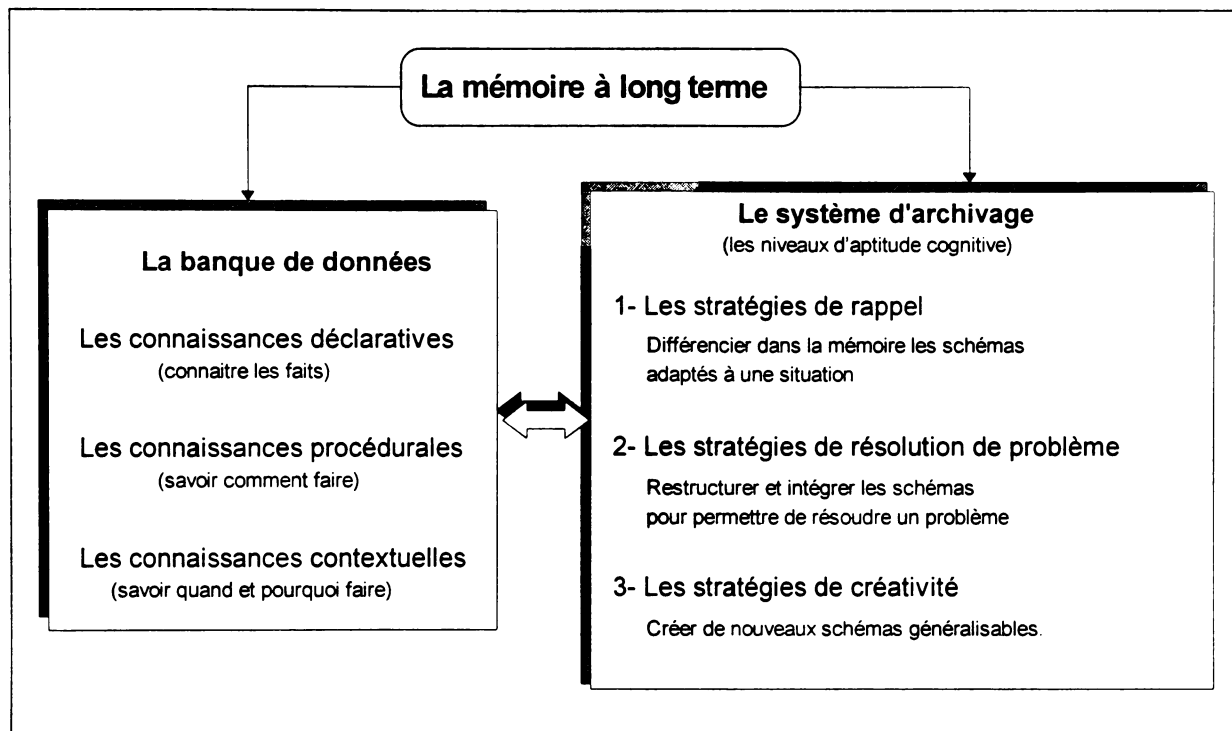 La mémoire à long terme
La banque de données
Les connaissances déclaratives
(connaitre les faits)
Les connaissances procédurales
(savoir comment faire)
Les connaissances contextuelles
(savoir quand et pourquoi faire)
Le système d'archivage
(les niveaux d'aptitude cognitive)
1- Les stratégies de rappel
Différencier dans la mémoire les schémas
adaptés à une situation
2- Les stratégies de résolution de problème
Restructurer et intégrer les schémas
pour permettre de résoudre un problème
3- Les stratégies de créativité
Créer de nouveaux schémas généralisables.